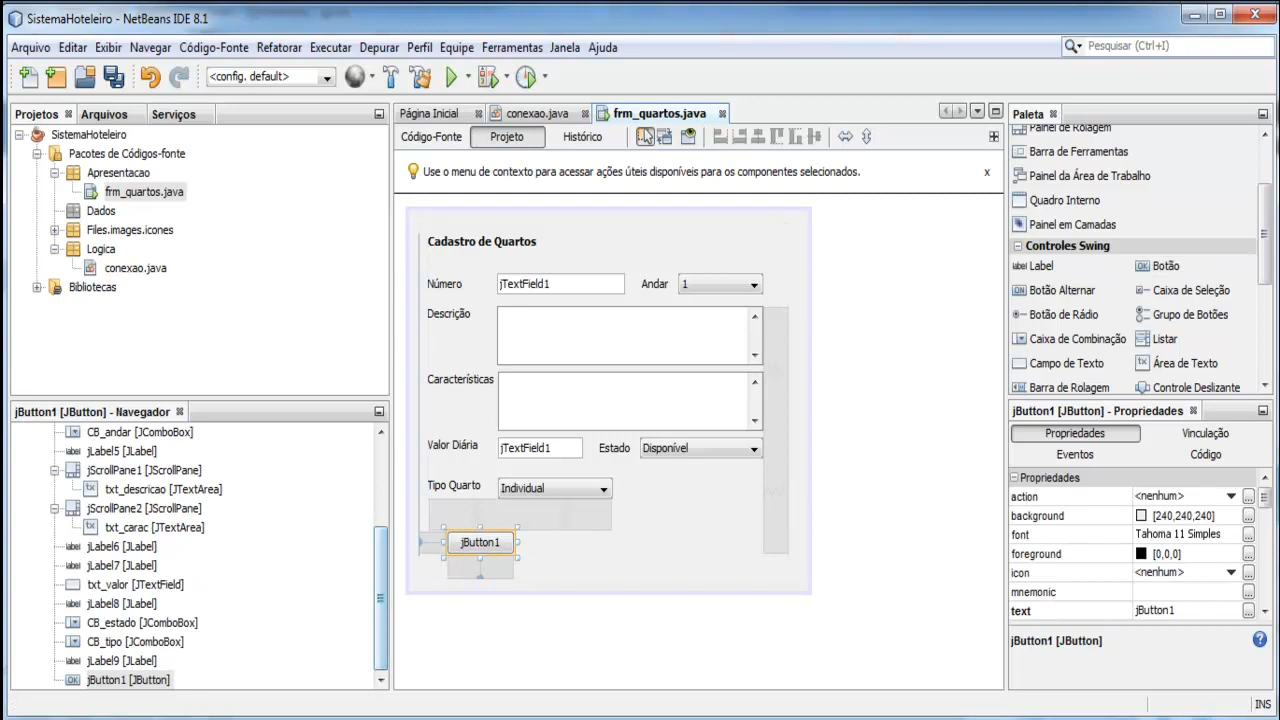 SistemaHoteleiro - NetBeans IDE 8.1
Arquivo Editar Exibir Navegar Código-Fonte Refatorar Executar Depurar Perfil Equipe Ferramentas Janela Ajuda
Pesquisar (Ctrl+I)
<config. default>
Projetos Arquivos Serviços
SistemaHoteleiro
Pacotes de Códigos-fonte
Apresentacao
frm_quartos.java
Dados
Files.images.icones
Logica
conexao.java
Bibliotecas
jButton1 [JButton] - Navegador
CB_andar [JComboBox]
jLabel5 [JLabel]
jScrollPane1 [JScrollPane]
txt_descricao [JTextArea]
jScrollPane2 [JScrollPane]
txt_carac [JTextArea]
jLabel6 [JLabel]
jLabel7 [JLabel]
txt_valor [JTextField]
jLabel8 [JLabel]
CB_estado [JComboBox]
CB_tipo [JComboBox]
jLabel9 [JLabel]
jButton1 [JButton]
Página Inicial conexao.java frm_quartos.java
Código-Fonte Projeto Histórico
Use o menu de contexto para acessar ações úteis disponíveis para os componentes selecionados. x
Cadastro de Quartos
Número jTextField1 Andar 1
Descrição
Características
Valor Diária jTextField1 Estado Disponível
Tipo Quarto Individual
jButton1
Paleta
Painel de Rolagem
Barra de Ferramentas
Painel da Área de Trabalho
Quadro Interno
Painel em Camadas
Controles Swing
label Label OK Botão
ON Botão Alternar Caixa de Seleção
Botão de Rádio Grupo de Botões
Caixa de Combinação Listar
Campo de Texto Área de Texto
Barra de Rolagem Controle Deslizante
jButton1 [JButton] - Propriedades
Propriedades Vinculação
Eventos Código
Propriedades
action <nenhum>
background [240,240,240]
font Tahoma 11 Simples
foreground [0,0,0]
icon <nenhum>
mnemonic
text jButton1
jButton1 [JButton]
INS